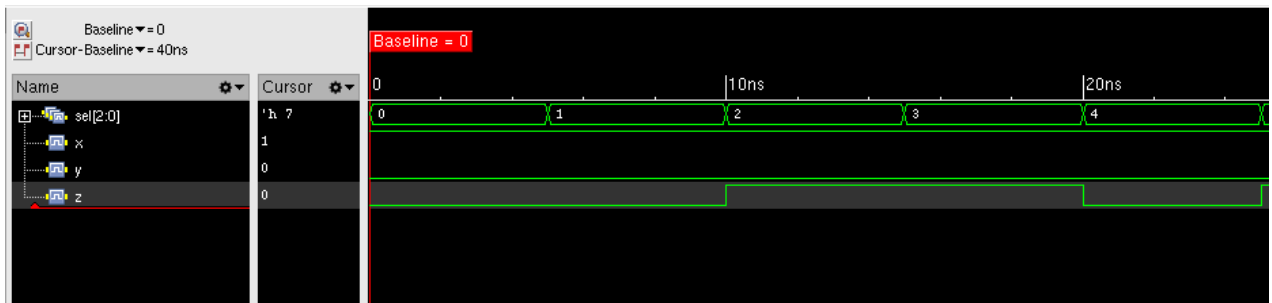 Baseline▼= 0
Cursor-Baseline▼= 40ns
Baseline = 0
Name
Cursor
0
10ns
20ns
sel[2:0]
'h 7
0
1
2
3
4
x
1
y
0
z
0